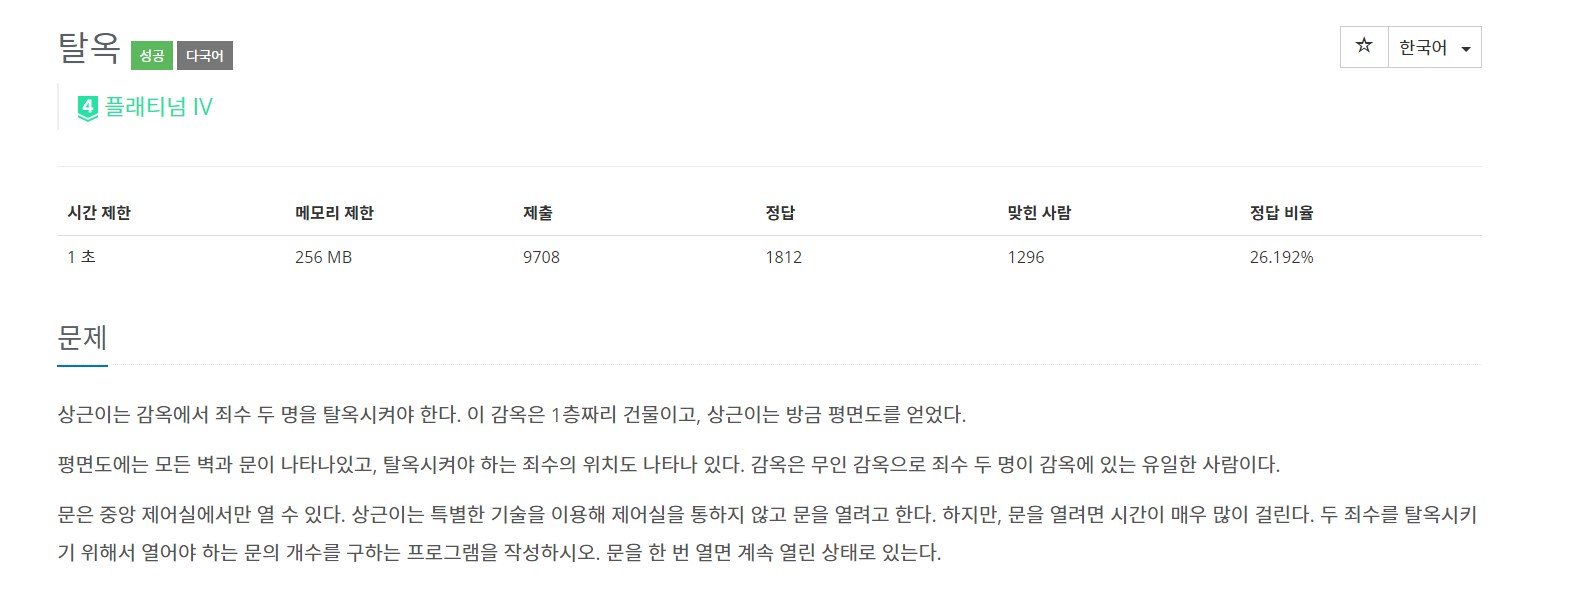 탈옥 성공 다국어
☆ 한국어
4 플래티넘 IV
시간 제한 메모리 제한 제출 정답 맞힌 사람 정답 비율
1 초 256 MB 9708 1812 1296 26.192%
문제
상근이는 감옥에서 죄수 두 명을 탈옥시켜야 한다. 이 감옥은 1층짜리 건물이고, 상근이는 방금 평면도를 얻었다.
평면도에는 모든 벽과 문이 나타나있고, 탈옥시켜야 하는 죄수의 위치도 나타나 있다. 감옥은 무인 감옥으로 죄수 두 명이 감옥에 있는 유일한 사람이다.
문은 중앙 제어실에서만 열 수 있다. 상근이는 특별한 기술을 이용해 제어실을 통하지 않고 문을 열려고 한다. 하지만, 문을 열려면 시간이 매우 많이 걸린다. 두 죄수를 탈옥시키
기 위해서 열어야 하는 문의 개수를 구하는 프로그램을 작성하시오. 문을 한 번 열면 계속 열린 상태로 있는다.